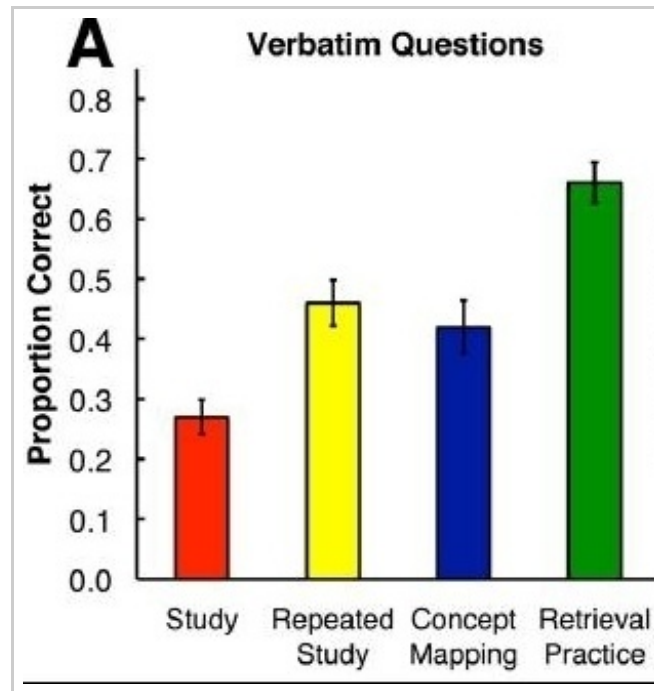 A
Verbatim Questions
Proportion Correct
0.8
0.7
0.6
0.5
0.4
0.3
0.2
0.1
0.0
Study
Repeated Study
Concept Mapping
Retrieval Practice